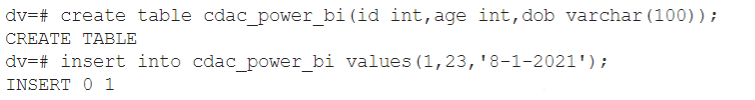 dv=# create table cdac_power_bi(id int,age int,dob varchar(100));
CREATE TABLE
dv=# insert into cdac_power_bi values(1,23,'8-1-2021');
INSERT 0 1